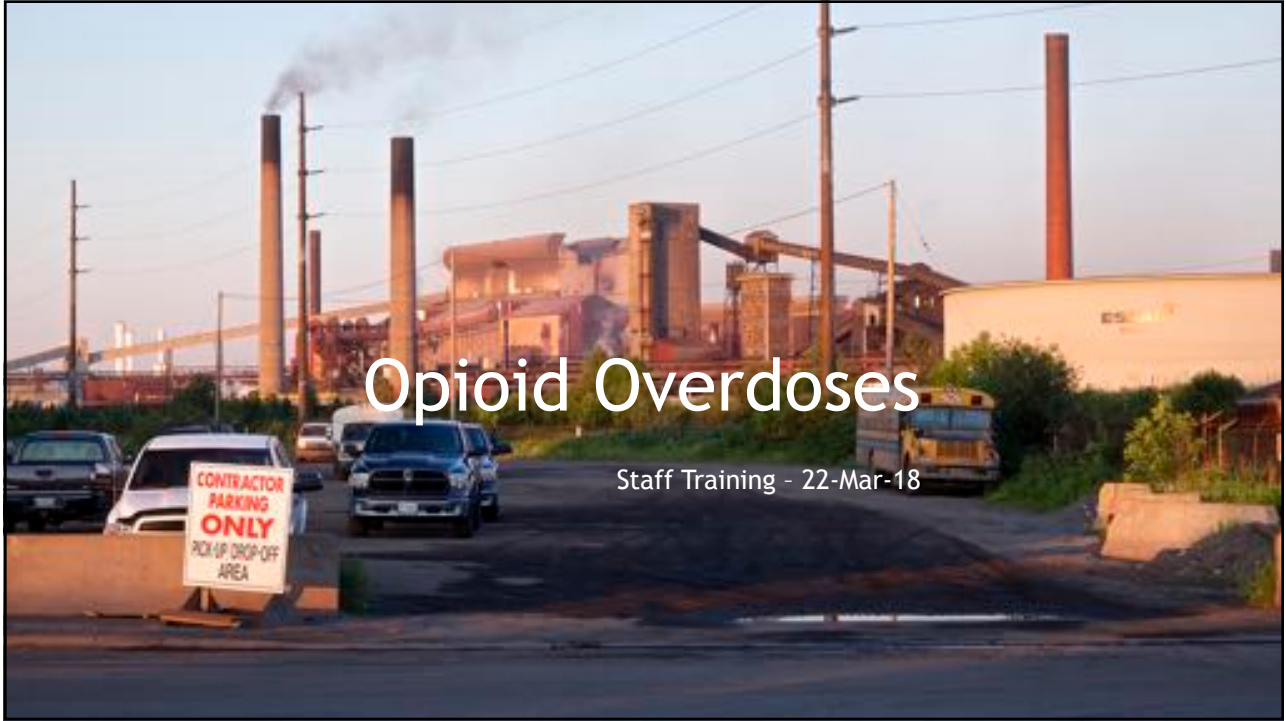 Opioid Overdoses
Staff Training – 22-Mar-18
CONTRACTOR
PARKING
ONLY
PICK-UP DROP-OFF
AREA